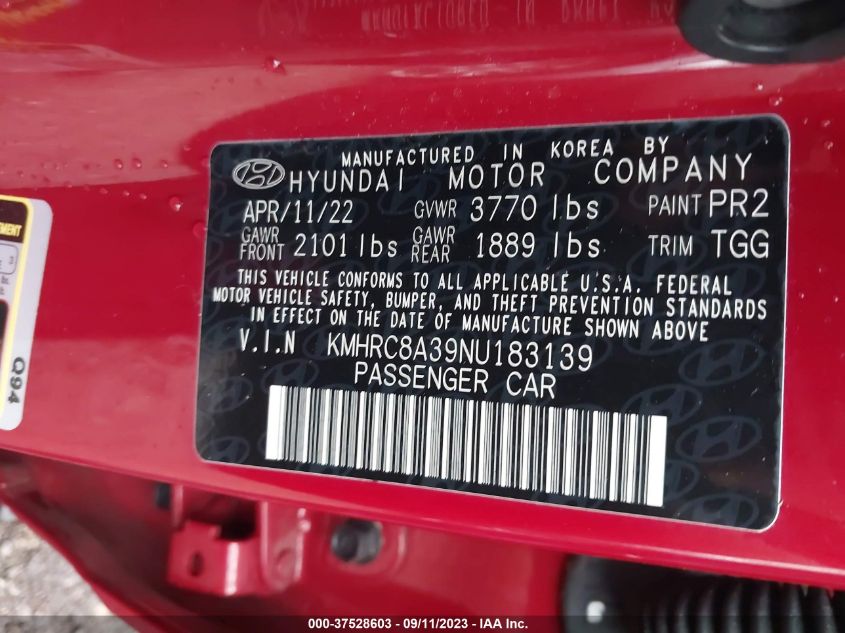 MANUFACTURED IN KOREA BY
HYUNDAI MOTOR COMPANY
APR/11/22 GVWR 3770 lbs PAINT PR2
GAWR FRONT 2101 lbs GAWR REAR 1889 lbs TRIM TGG
THIS VEHICLE CONFORMS TO ALL APPLICABLE U.S.A. FEDERAL
MOTOR VEHICLE SAFETY, BUMPER, AND THEFT PREVENTION STANDARDS
IN EFFECT ON THE DATE OF MANUFACTURE SHOWN ABOVE
V.I.N KMHRC8A39NU183139
PASSENGER CAR
Q94
000-37528603 - 09/11/2023 - IAA Inc.